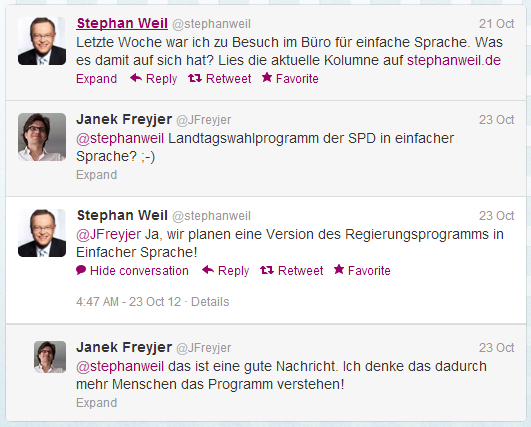 Stephan Weil @stephanweil 21 Oct
Letzte Woche war ich zu Besuch im Büro für einfache Sprache. Was
es damit auf sich hat? Lies die aktuelle Kolumne auf stephanweil.de
Expand Reply Retweet Favorite
Janek Freyjer @JFreyjer 23 Oct
@stephanweil Landtagswahlprogramm der SPD in einfacher
Sprache? ;-)
Expand
Stephan Weil @stephanweil 23 Oct
@JFreyjer Ja, wir planen eine Version des Regierungsprogramms in
Einfacher Sprache!
Hide conversation Reply Retweet Favorite
4:47 AM - 23 Oct 12 · Details
Janek Freyjer @JFreyjer 23 Oct
@stephanweil das ist eine gute Nachricht. Ich denke das dadurch
mehr Menschen das Programm verstehen!
Expand